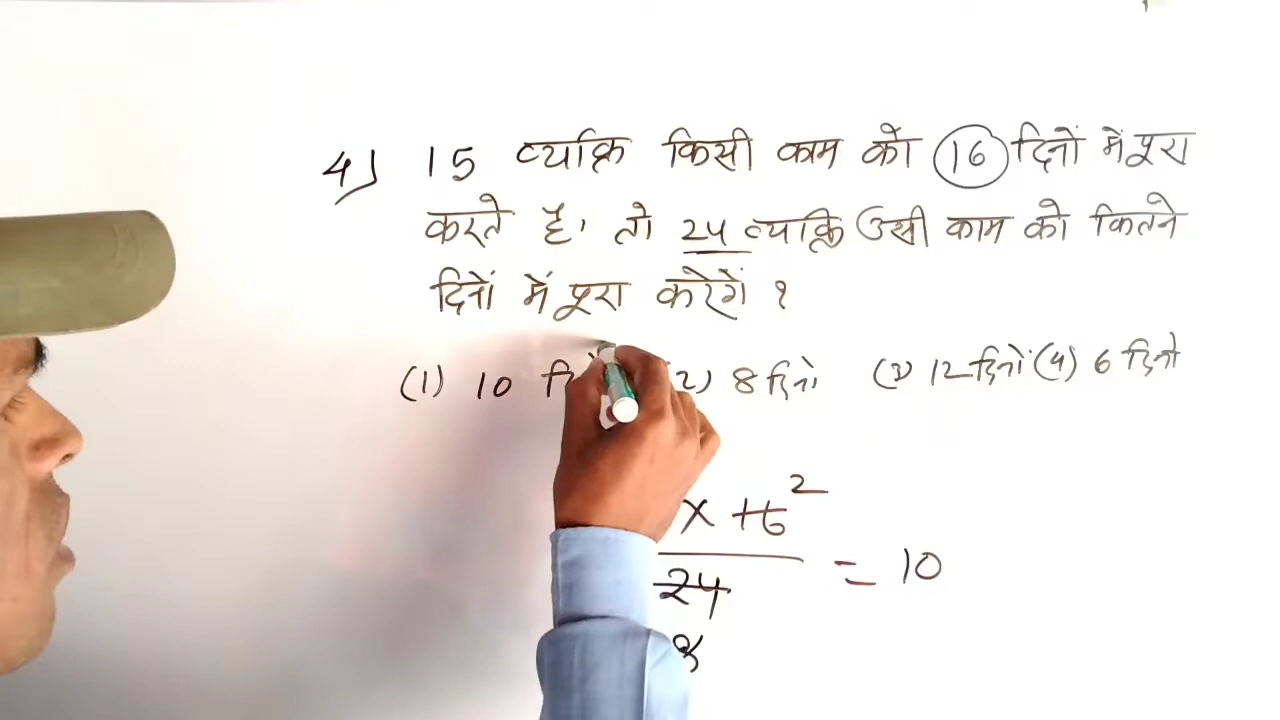 4) 15 व्यक्ति किसी काम को 16 दिनों में पूरा
करते है, तो 24 व्यक्ति उसी काम को कितने
दिनों में पूरा करेगें ?
(1) 10 (2) 8 दिनो (3) 12 दिनों (4) 6 दिनो
x 16 2
24 = 10
8